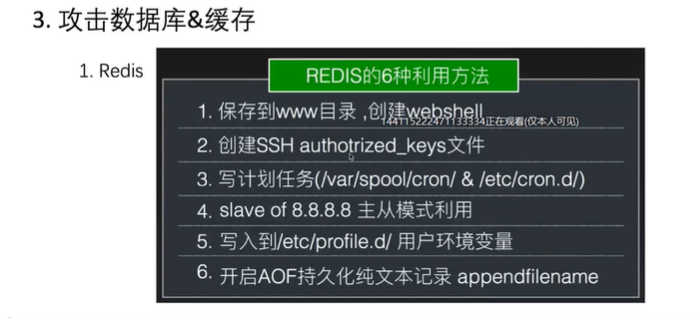 3. 攻击数据库&缓存
1. Redis
REDIS的6种利用方法
1. 保存到www目录 ,创建webshell
144115222471133334正在观看(仅本人可见)
2. 创建SSH authotrized_keys文件
3. 写计划任务(/var/spool/cron/ & /etc/cron.d/)
4. slave of 8.8.8.8 主从模式利用
5. 写入到/etc/profile.d/ 用户环境变量
6. 开启AOF持久化纯文本记录 appendfilename